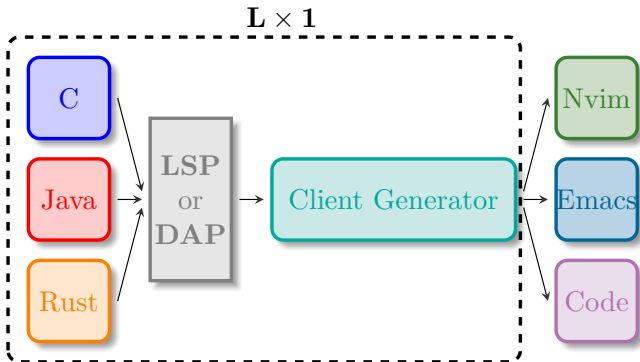 L × 1
C
Java
Rust
LSP
or
DAP
Client Generator
Nvim
Emacs
Code